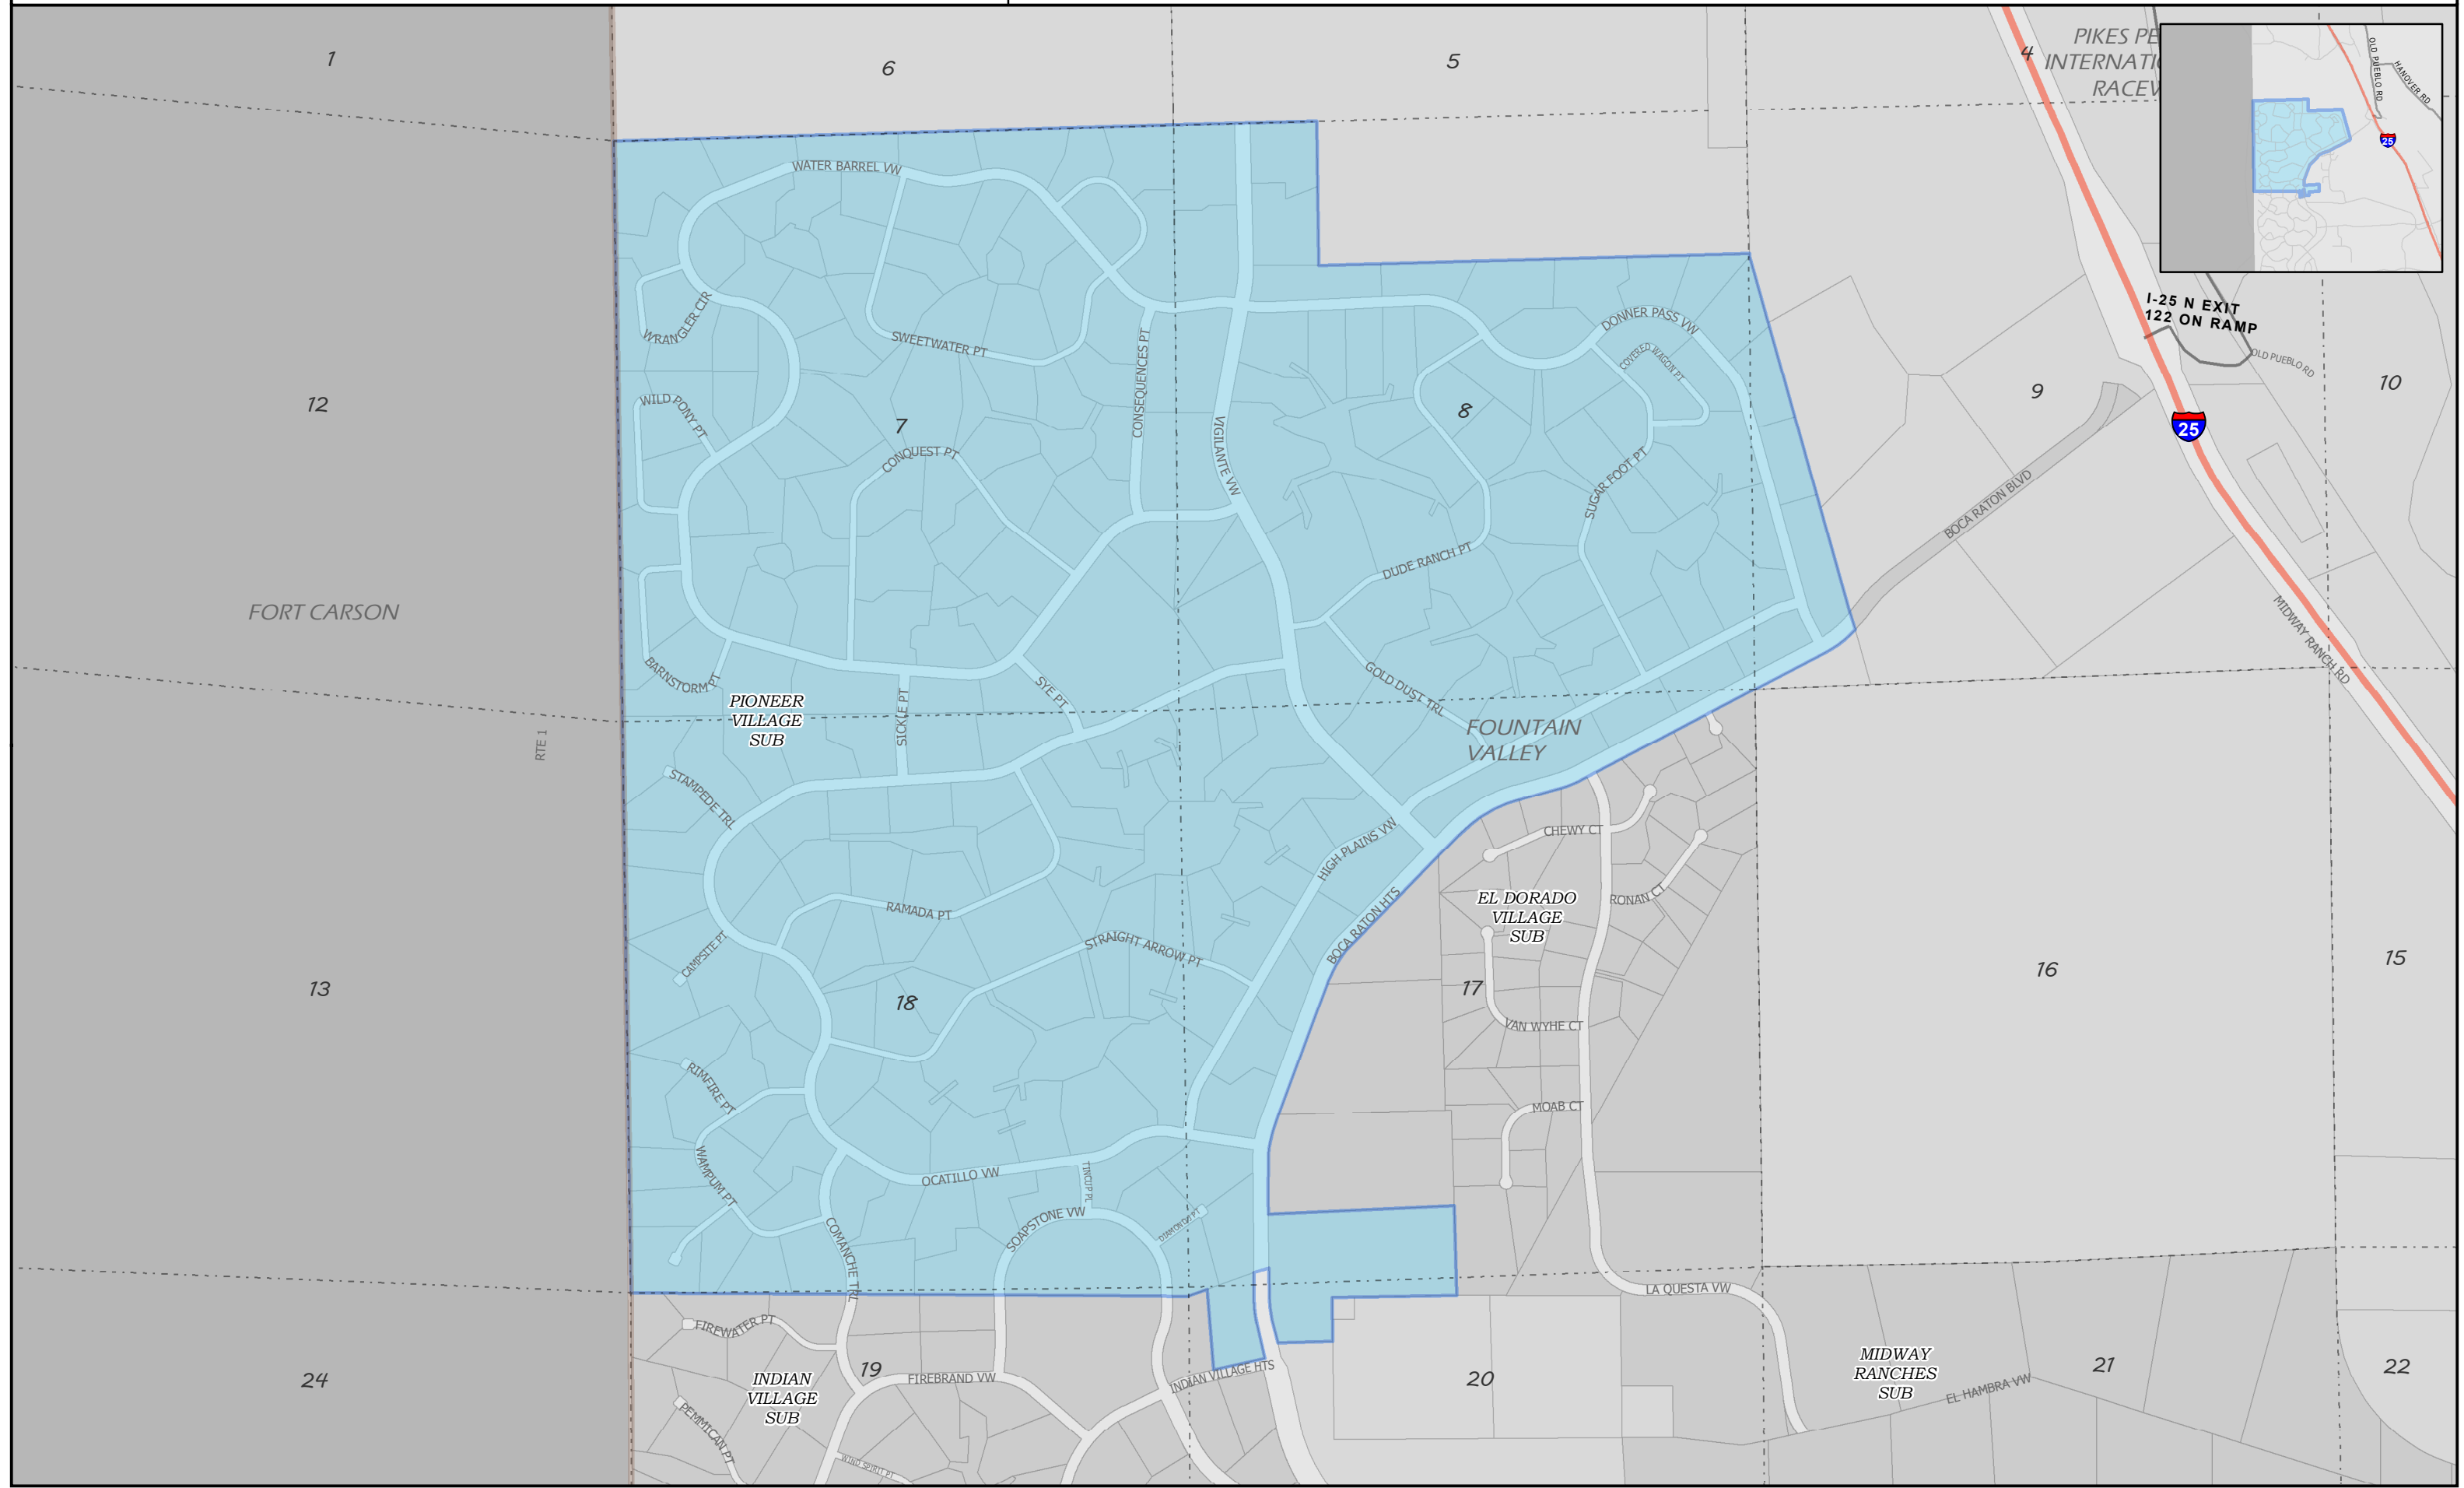 1
6
5
4
PIKES PE
INTERNATI
RACEV
OLD PUEBLO RD
HANOVER RD
25
WATER BARREL VW
WRANGLER CIR
SWEETWATER PT
CONSEQUENCES PT
DONNER PASS VW
COVERED WAGON PT
I-25 N EXIT
122 ON RAMP
OLD PUEBLO RD
12
WILD PONY PT
7
CONQUEST PT
VIGILANTE VW
8
SUGAR FOOT PT
9
10
25
BOCA RATON BLVD
DUDE RANCH PT
FORT CARSON
MIDWAY RANCH RD
BARNSTORM PT
SYE PT
GOLD DUST TRL
PIONEER
VILLAGE
SUB
SICKLE PT
FOUNTAIN
VALLEY
RTE 1
STAMPEDE TRL
HIGH PLAINS VW
CHEWY CT
RAMADA PT
BOCA RATON HTS
EL DORADO
VILLAGE
SUB
RONAN CT
STRAIGHT ARROW PT
CAMPSITE PT
13
18
17
16
15
VAN WYHE CT
RIMFIRE PT
MOAB CT
WAMPUM PT
OCATILLO VW
TINCUP PL
SOAPSTONE VW
DIAMONDS PT
COMANCHE TRL
LA QUESTA VW
FIREWATER PT
24
INDIAN
VILLAGE
SUB
19
FIREBRAND VW
INDIAN VILLAGE HTS
20
MIDWAY
RANCHES
SUB
EL HAMBRA VW
21
22
PEMMICAN PT
WIND SPIRIT PT